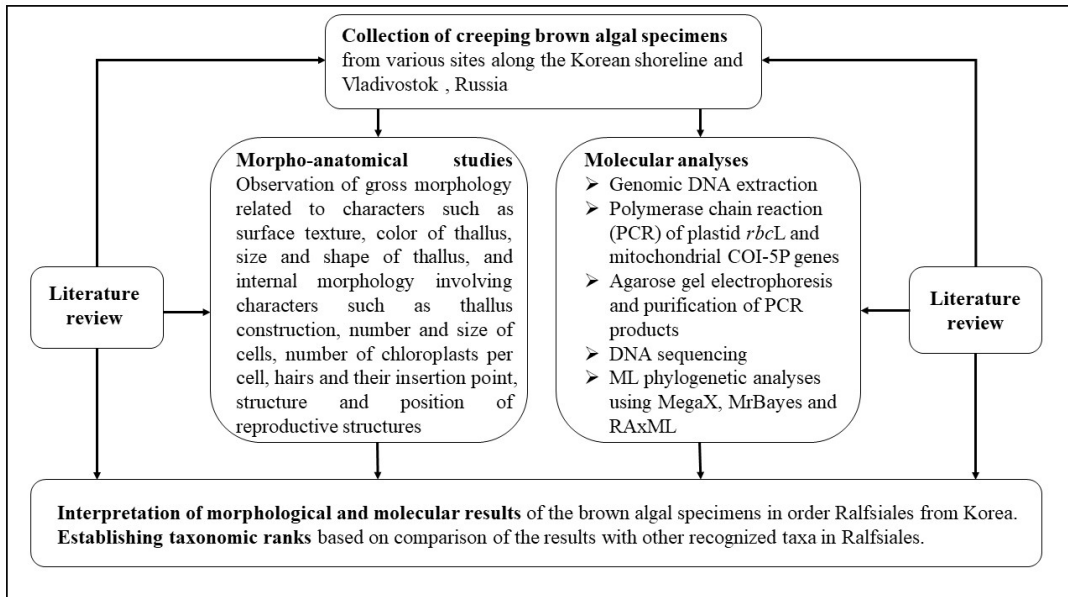 Collection of creeping brown algal specimens
from various sites along the Korean shoreline and
Vladivostok , Russia
Literature
review
Morpho-anatomical studies
Observation of gross morphology
related to characters such as
surface texture, color of thallus,
size and shape of thallus, and
internal morphology involving
characters such as thallus
construction, number and size of
cells, number of chloroplasts per
cell, hairs and their insertion point,
structure and position of
reproductive structures
Molecular analyses
➢ Genomic DNA extraction
➢ Polymerase chain reaction
(PCR) of plastid rbcL and
mitochondrial COI-5P genes
➢ Agarose gel electrophoresis
and purification of PCR
products
➢ DNA sequencing
➢ ML phylogenetic analyses
using MegaX, MrBayes and
RAxML
Literature
review
Interpretation of morphological and molecular results of the brown algal specimens in order Ralfsiales from Korea.
Establishing taxonomic ranks based on comparison of the results with other recognized taxa in Ralfsiales.